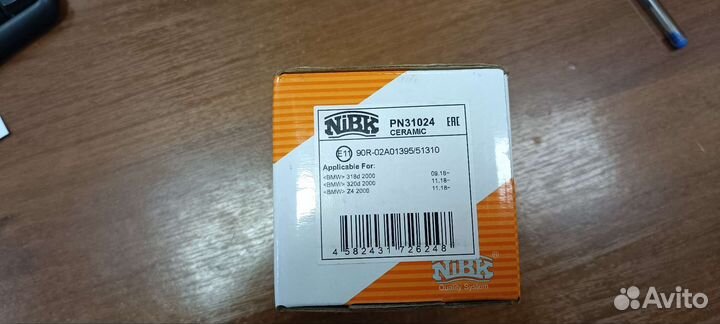 NiBK PN31024 EAC
CERAMIC
E11 90R-02A01395/51310
Applicable For:
<BMW> 318d 2000 09.18~
<BMW> 320d 2000 11.18~
<BMW> Z4 2000 11.18~
4 582431 726248
NiBK ®
Quality System
Avito